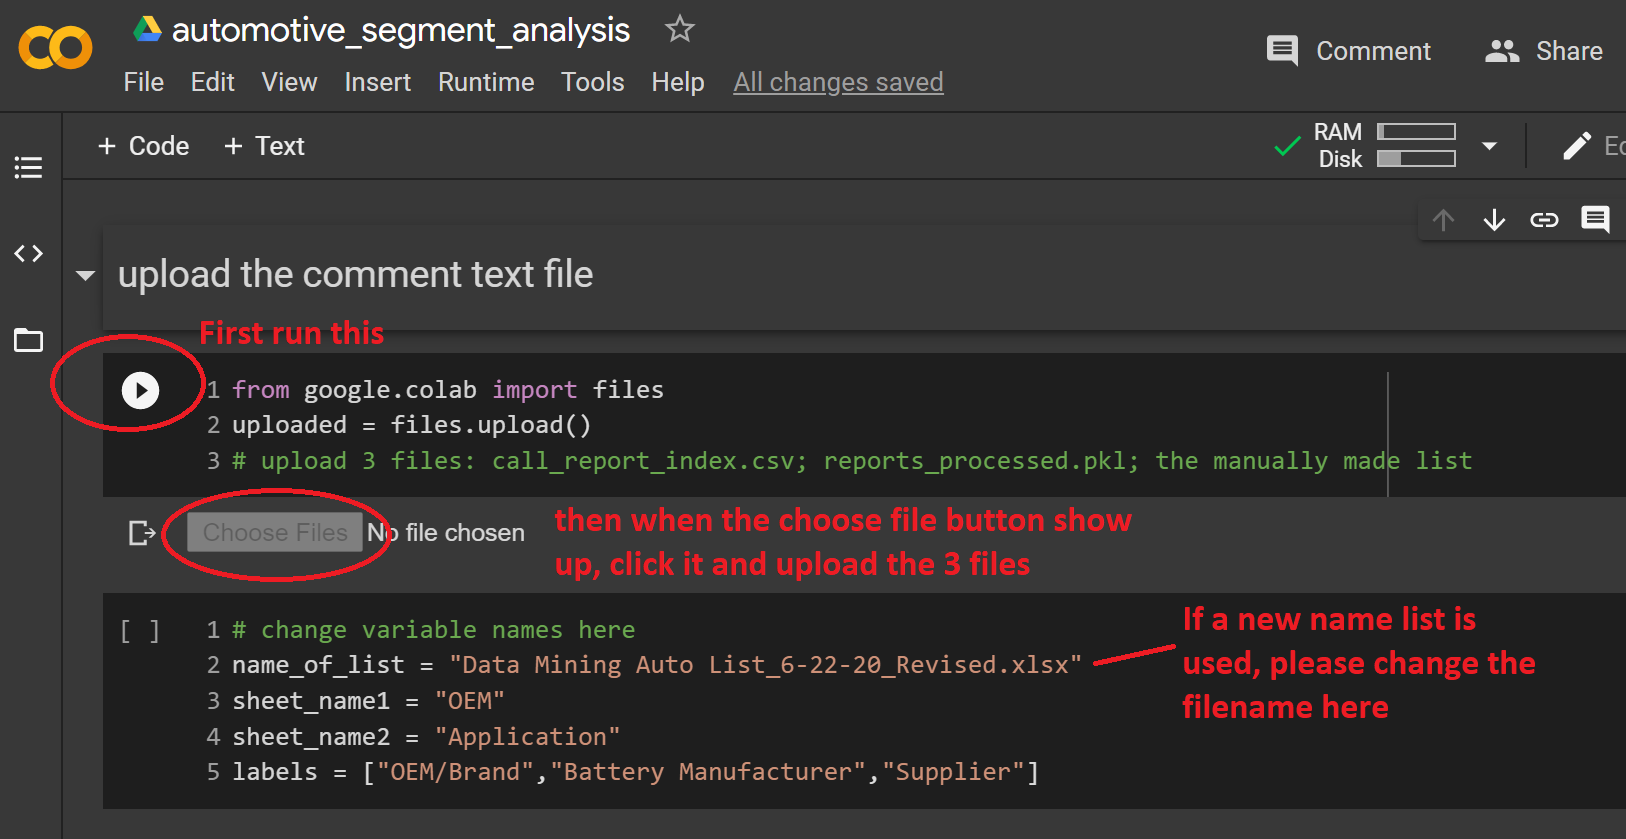 automotive_segment_analysis
File Edit View Insert Runtime Tools Help All changes saved
Comment Share
+ Code + Text
RAM
Disk
upload the comment text file
First run this
1 from google.colab import files
2 uploaded = files.upload()
3 # upload 3 files: call_report_index.csv; reports_processed.pkl; the manually made list
Choose Files No file chosen
then when the choose file button show
up, click it and upload the 3 files
[ ] 1 # change variable names here
2 name_of_list = "Data Mining Auto List_6-22-20_Revised.xlsx"
3 sheet_name1 = "OEM"
4 sheet_name2 = "Application"
5 labels = ["OEM/Brand","Battery Manufacturer","Supplier"]
If a new name list is
used, please change the
filename here